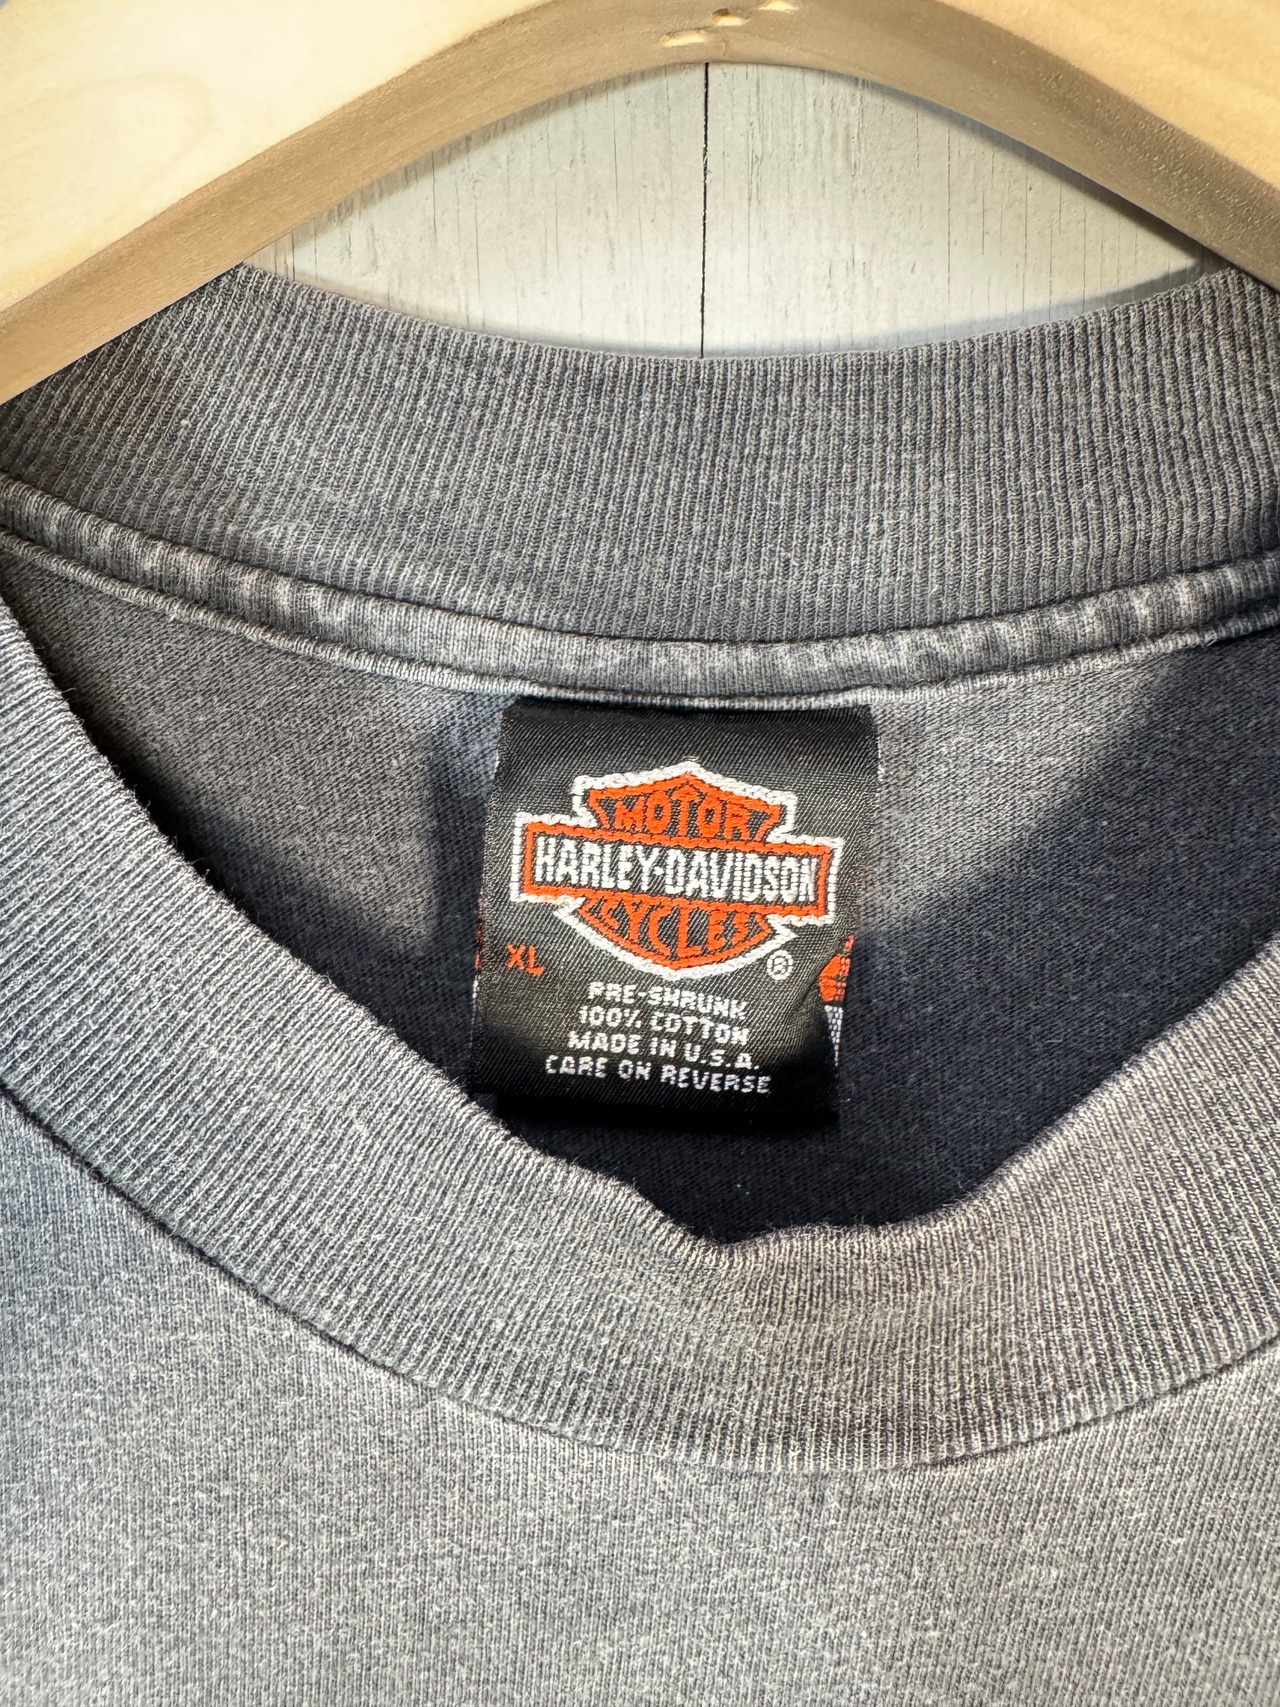 MOTOR
HARLEY-DAVIDSON
CYCLES
XL
®
PRE-SHRUNK
100% COTTON
MADE IN U.S.A.
CARE ON REVERSE